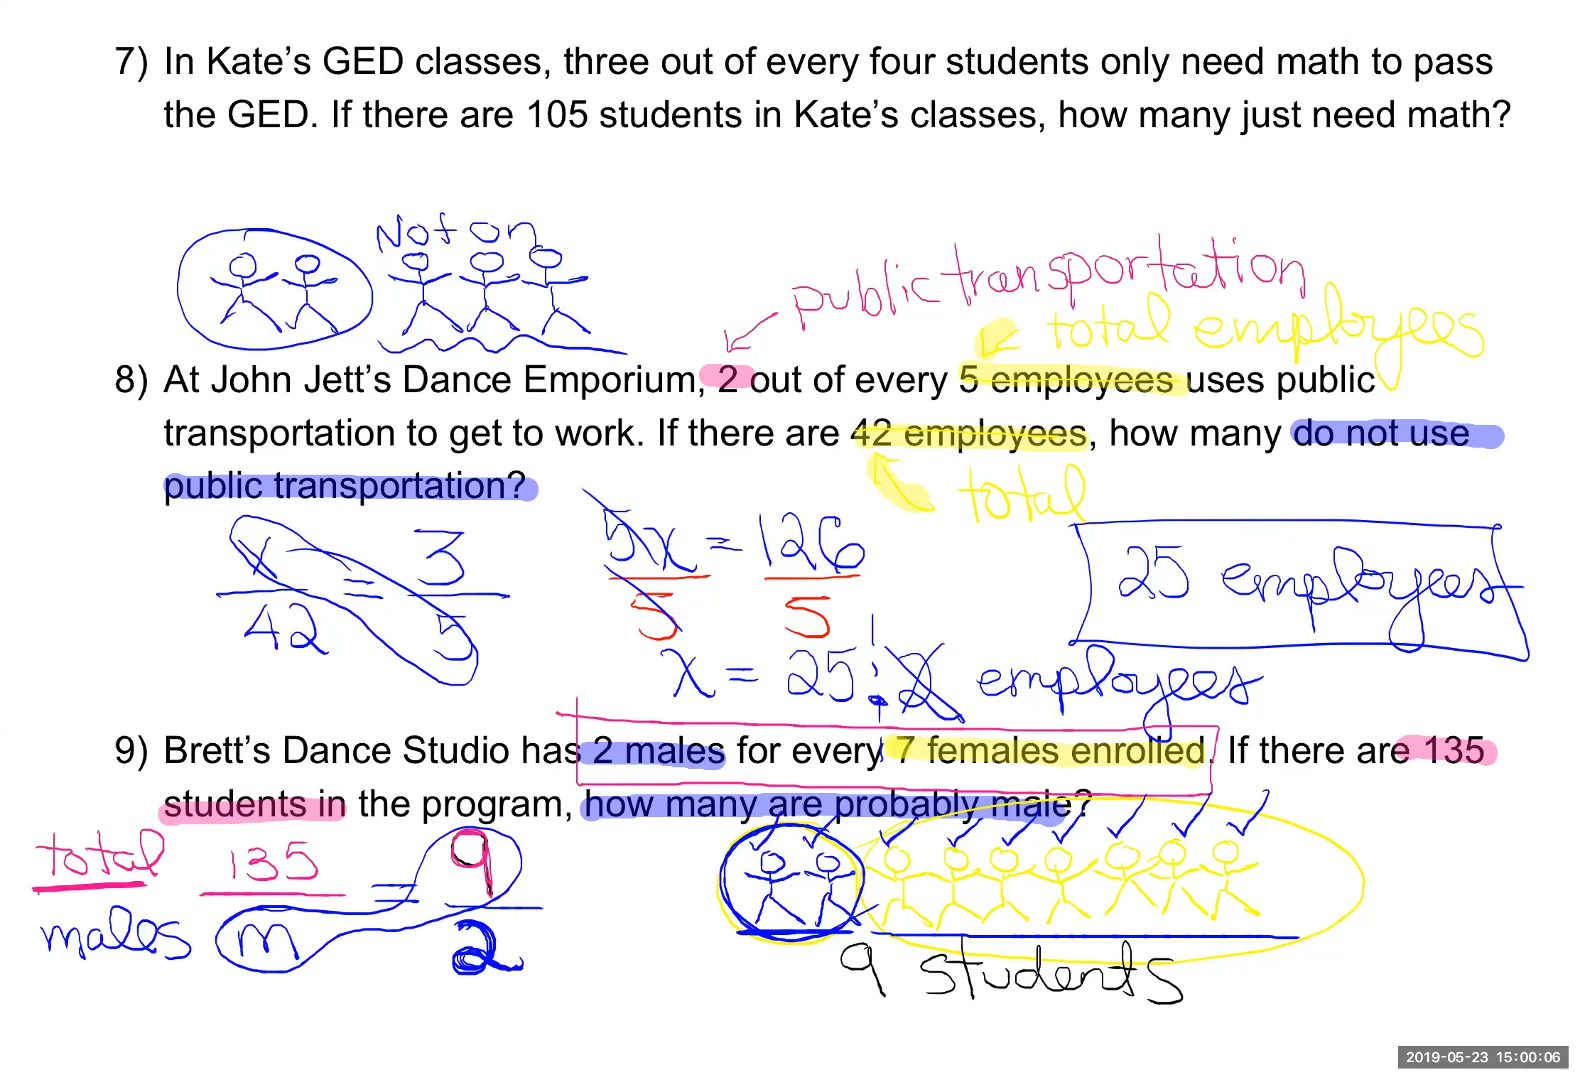 7) In Kate’s GED classes, three out of every four students only need math to pass
the GED. If there are 105 students in Kate’s classes, how many just need math?
Not on
public transportation
total employees
8) At John Jett’s Dance Emporium, 2 out of every 5 employees uses public
transportation to get to work. If there are 42 employees, how many do not use
public transportation?
total
x/42 = 3/5
5x/5 = 126/5
25 employees
x = 25.2 employees
9) Brett’s Dance Studio has 2 males for every 7 females enrolled. If there are 135
students in the program, how many are probably male?
total 135 = 9
males m 2
9 students
2019-05-23 15:00:06